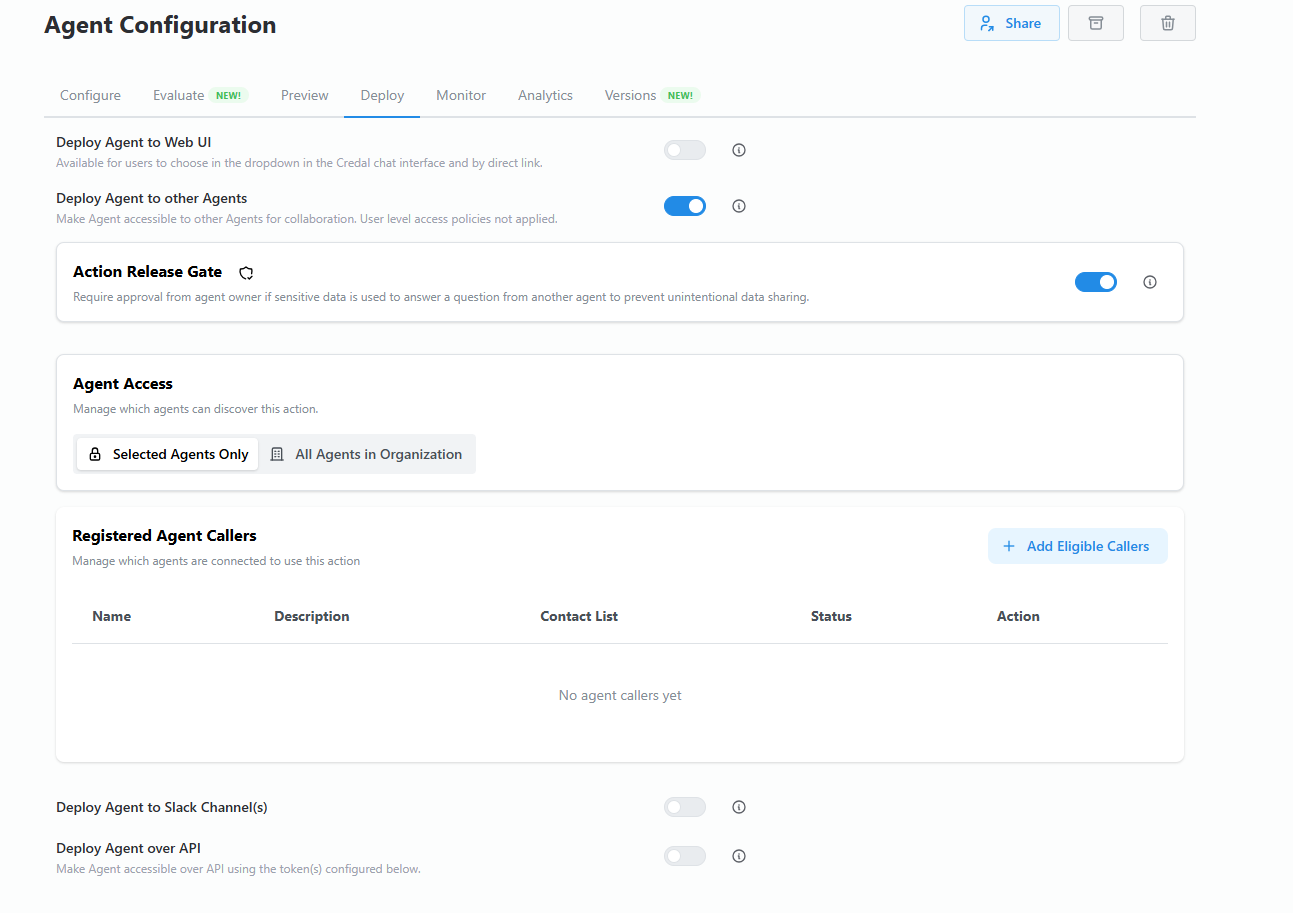 Agent Configuration
Share
Configure Evaluate NEW! Preview Deploy Monitor Analytics Versions NEW!
Deploy Agent to Web UI
Available for users to choose in the dropdown in the Credal chat interface and by direct link.
Deploy Agent to other Agents
Make Agent accessible to other Agents for collaboration. User level access policies not applied.
Action Release Gate
Require approval from agent owner if sensitive data is used to answer a question from another agent to prevent unintentional data sharing.
Agent Access
Manage which agents can discover this action.
Selected Agents Only All Agents in Organization
Registered Agent Callers
Manage which agents are connected to use this action
+ Add Eligible Callers
Name Description Contact List Status Action
No agent callers yet
Deploy Agent to Slack Channel(s)
Deploy Agent over API
Make Agent accessible over API using the token(s) configured below.